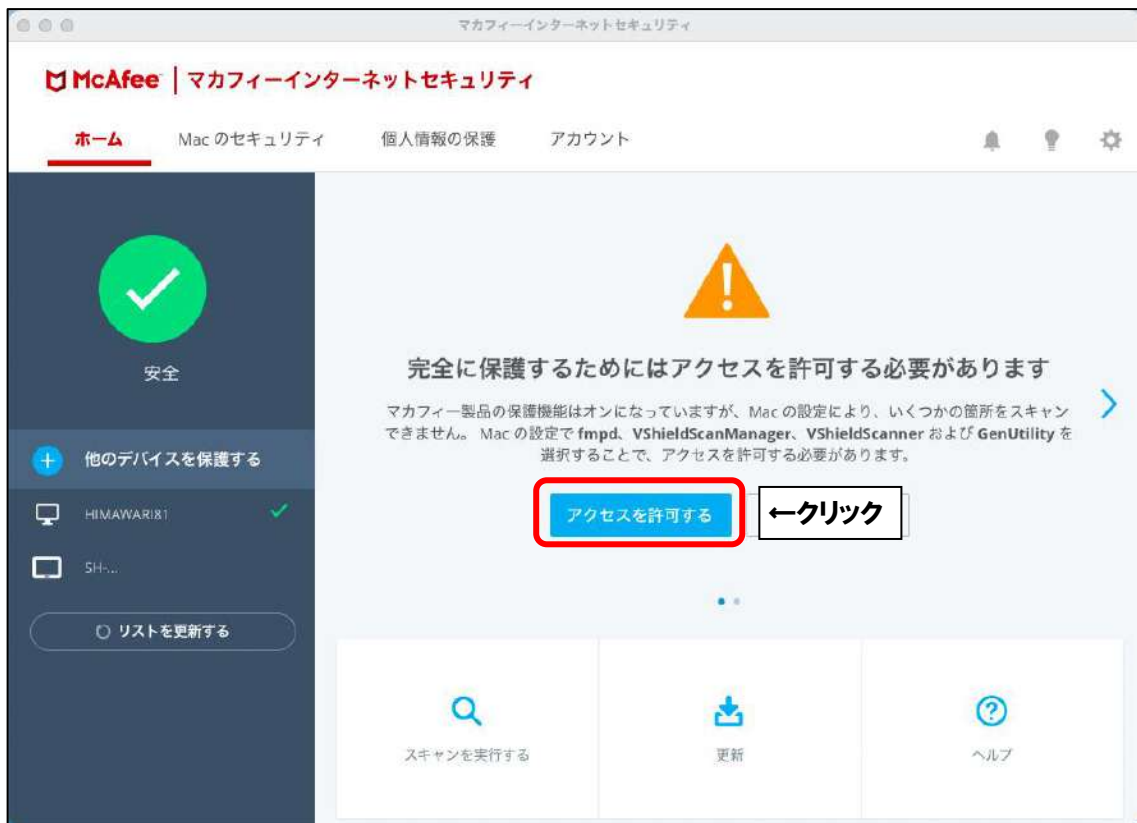 マカフィーインターネットセキュリティ
McAfee | マカフィーインターネットセキュリティ
ホーム Mac のセキュリティ 個人情報の保護 アカウント
安全
完全に保護するためにはアクセスを許可する必要があります
マカフィー製品の保護機能はオンになっていますが、Mac の設定により、いくつかの箇所をスキャン
できません。 Mac の設定で fmpd、VShieldScanManager、VShieldScanner および GenUtility を
選択することで、アクセスを許可する必要があります。
他のデバイスを保護する
HIMAWARI81
SH-...
リストを更新する
アクセスを許可する ←クリック
スキャンを実行する 更新 ヘルプ